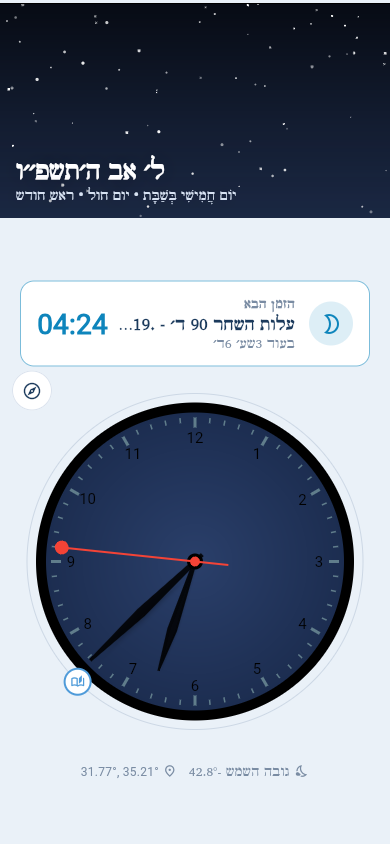 ל׳ אב ה׳תשפ״ו
יוֹם חֲמִישִׁי בְּשַׁבָּת • יום חול • ראש חודש
הזמן הבא
עלות השחר 90 ד׳ - 19....
04:24
בעוד 3שע׳ 6ד׳
12
1
2
3
4
5
6
7
8
9
10
11
גובה השמש -42.8°
31.77°, 35.21°